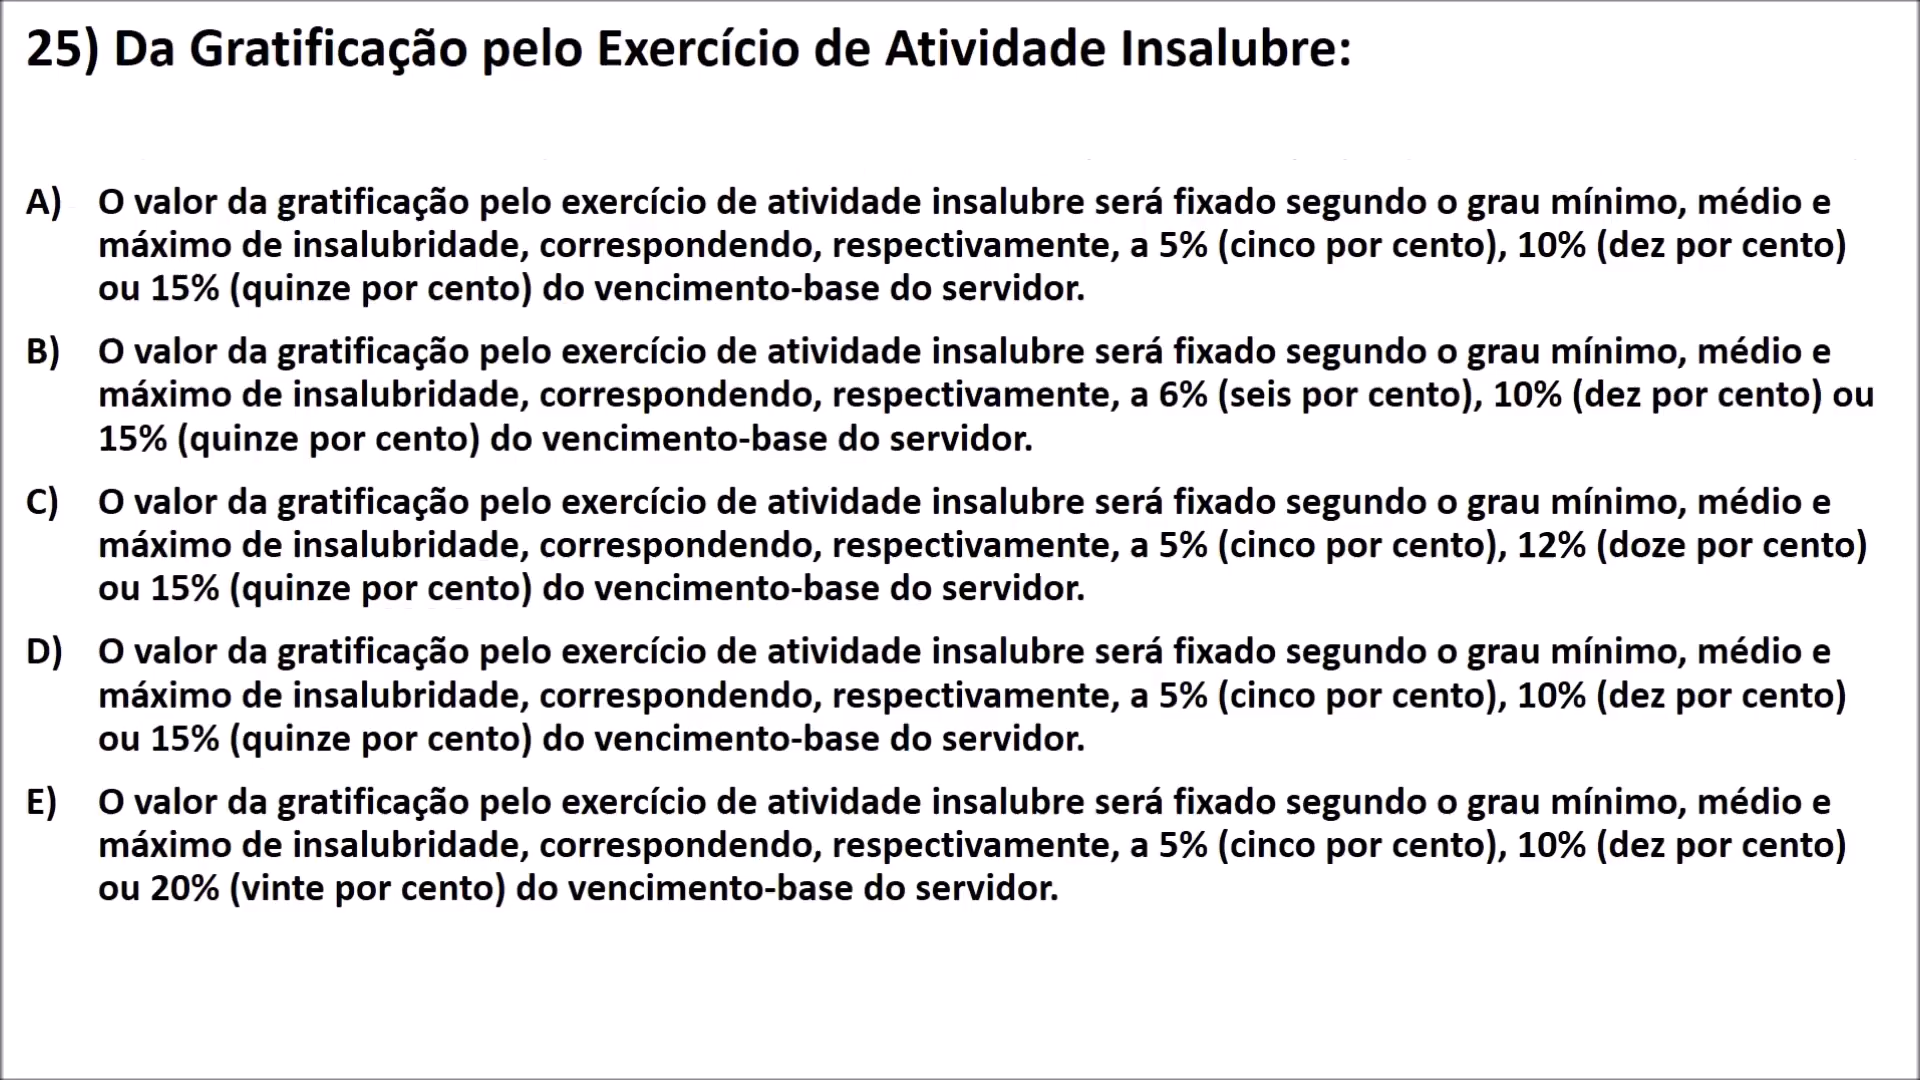 25) Da Gratificação pelo Exercício de Atividade Insalubre:
A) O valor da gratificação pelo exercício de atividade insalubre será fixado segundo o grau mínimo, médio e
máximo de insalubridade, correspondendo, respectivamente, a 5% (cinco por cento), 10% (dez por cento)
ou 15% (quinze por cento) do vencimento-base do servidor.
B) O valor da gratificação pelo exercício de atividade insalubre será fixado segundo o grau mínimo, médio e
máximo de insalubridade, correspondendo, respectivamente, a 6% (seis por cento), 10% (dez por cento) ou
15% (quinze por cento) do vencimento-base do servidor.
C) O valor da gratificação pelo exercício de atividade insalubre será fixado segundo o grau mínimo, médio e
máximo de insalubridade, correspondendo, respectivamente, a 5% (cinco por cento), 12% (doze por cento)
ou 15% (quinze por cento) do vencimento-base do servidor.
D) O valor da gratificação pelo exercício de atividade insalubre será fixado segundo o grau mínimo, médio e
máximo de insalubridade, correspondendo, respectivamente, a 5% (cinco por cento), 10% (dez por cento)
ou 15% (quinze por cento) do vencimento-base do servidor.
E) O valor da gratificação pelo exercício de atividade insalubre será fixado segundo o grau mínimo, médio e
máximo de insalubridade, correspondendo, respectivamente, a 5% (cinco por cento), 10% (dez por cento)
ou 20% (vinte por cento) do vencimento-base do servidor.